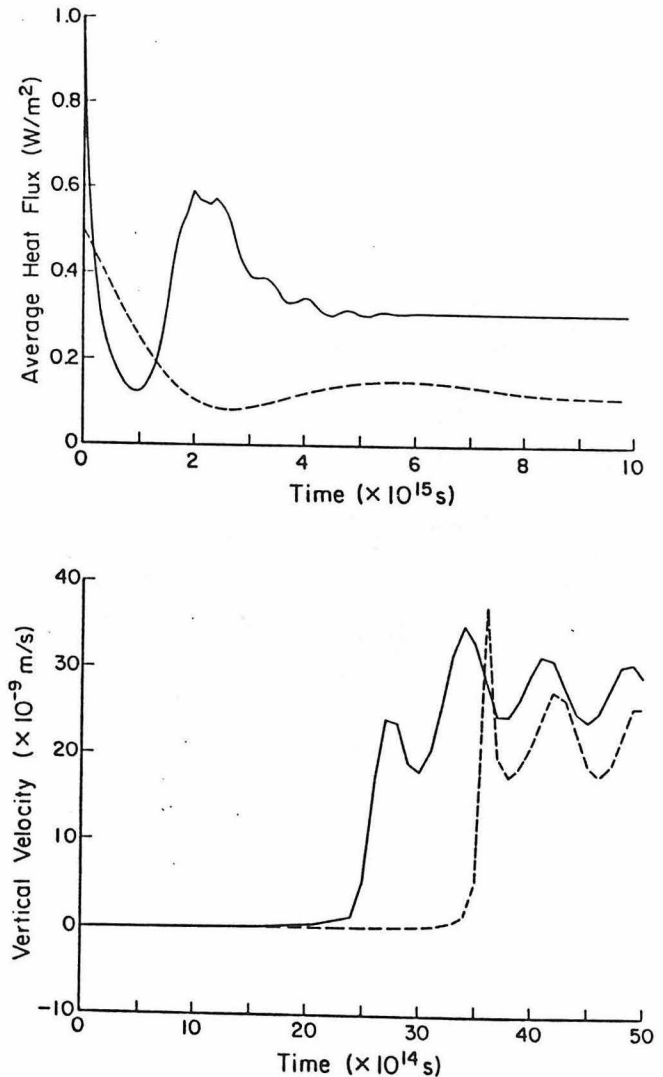 1.0
0.8
0.6
0.4
0.2
0
Average Heat Flux (W/m²)
0 2 4 6 8 10
Time (× 10¹⁵s)
40
30
20
10
0
−10
Vertical Velocity (× 10⁻⁹ m/s)
0 10 20 30 40 50
Time (× 10¹⁴s)